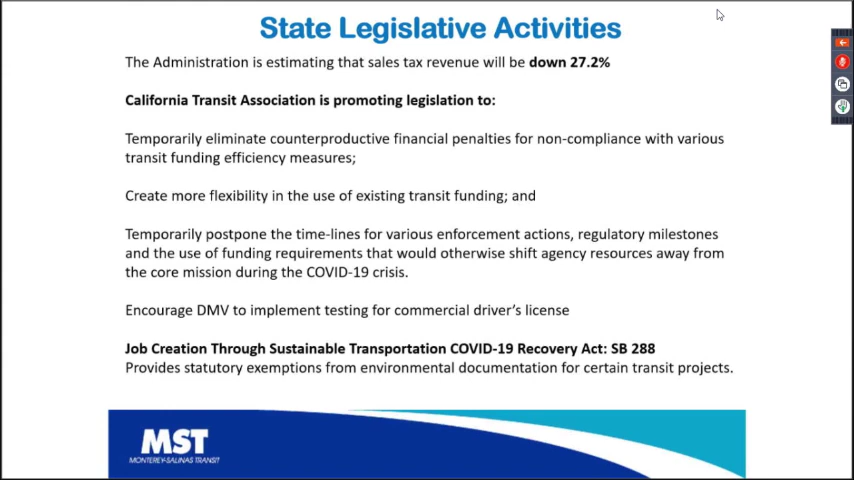 State Legislative Activities
The Administration is estimating that sales tax revenue will be down 27.2%
California Transit Association is promoting legislation to:
Temporarily eliminate counterproductive financial penalties for non-compliance with various
transit funding efficiency measures;
Create more flexibility in the use of existing transit funding; and
Temporarily postpone the time-lines for various enforcement actions, regulatory milestones
and the use of funding requirements that would otherwise shift agency resources away from
the core mission during the COVID-19 crisis.
Encourage DMV to implement testing for commercial driver's license
Job Creation Through Sustainable Transportation COVID-19 Recovery Act: SB 288
Provides statutory exemptions from environmental documentation for certain transit projects.
MST
MONTEREY-SALINAS TRANSIT